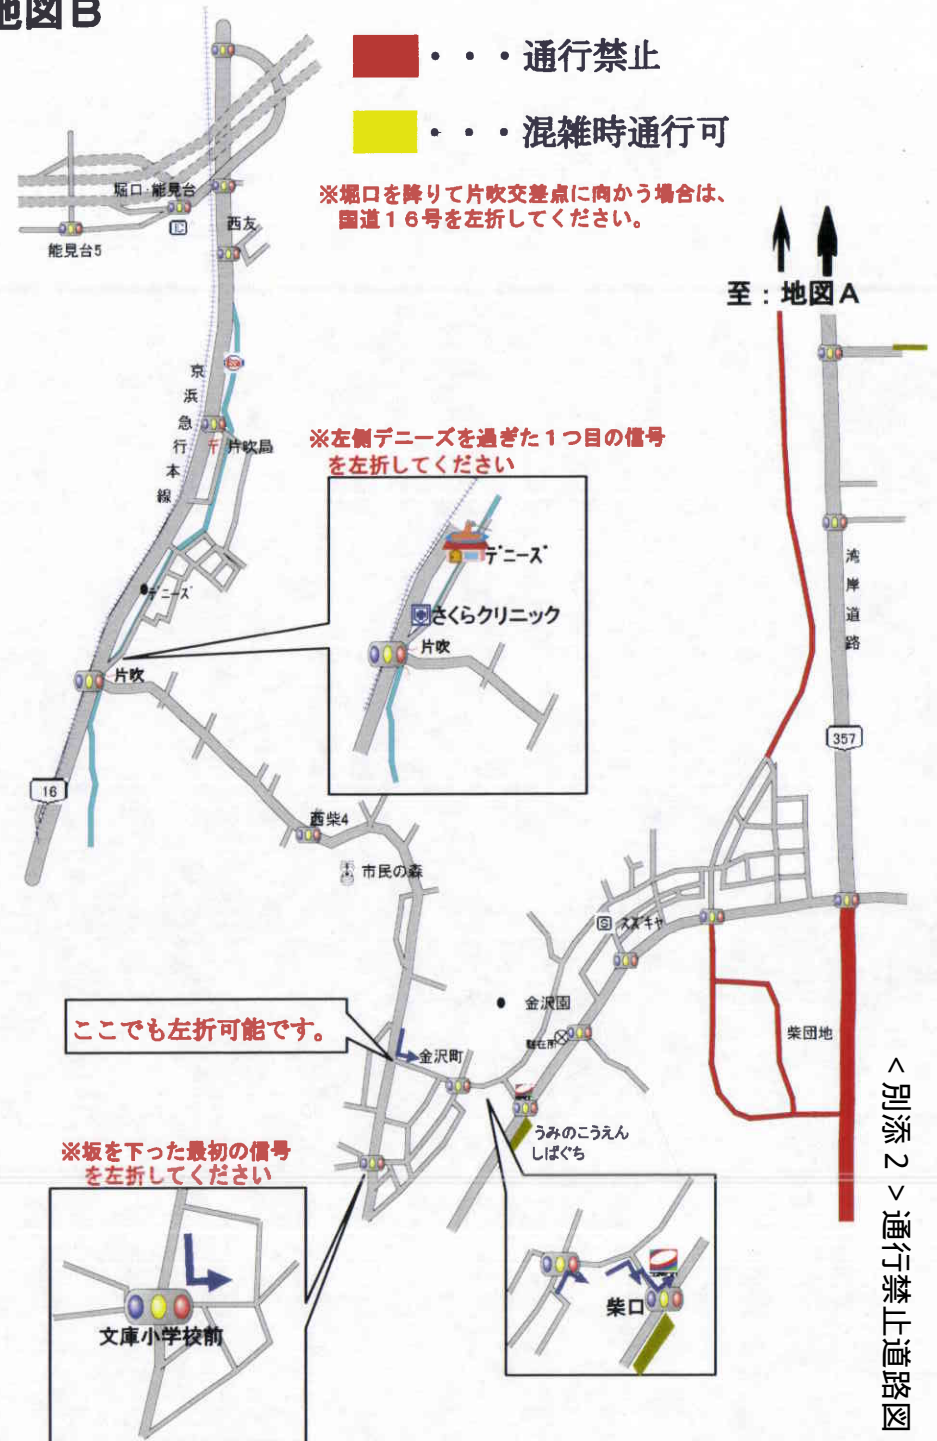 地図B
・・・通行禁止
・・・混雑時通行可
※堀口を降りて片吹交差点に向かう場合は、
国道16号を左折してください。
堀口・能見台
能見台5
西友
至：地図A
京浜急行本線
片吹局
※左側デニーズを過ぎた1つ目の信号
を左折してください
デニーズ
さくらクリニック
片吹
デニーズ
片吹
湾岸道路
357
16
西柴4
市民の森
スズキヤ
金沢園
駐在所
柴団地
ここでも左折可能です。
金沢町
うみのこうえん
しばぐち
※坂を下った最初の信号
を左折してください
文庫小学校前
柴口
＜別添２＞通行禁止道路図